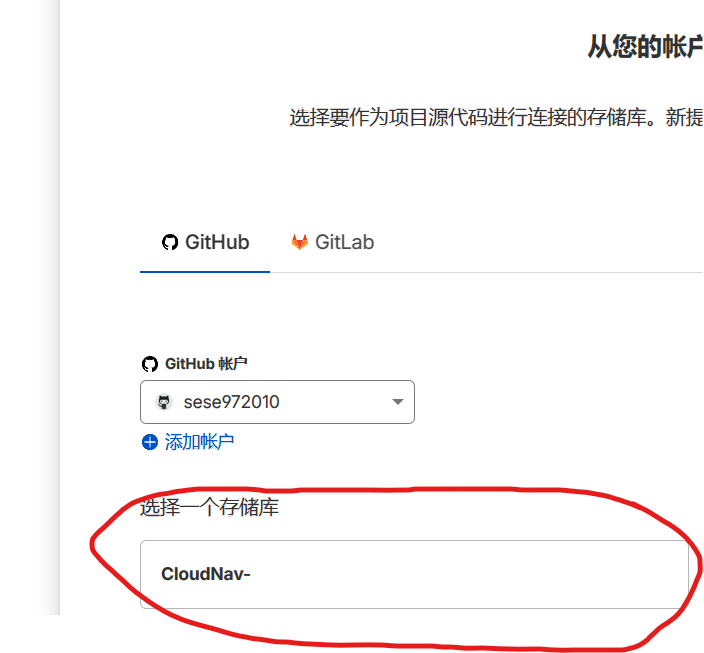 从您的帐户
选择要作为项目源代码进行连接的存储库。新提
GitHub
GitLab
GitHub 帐户
sese972010
添加帐户
选择一个存储库
CloudNav-